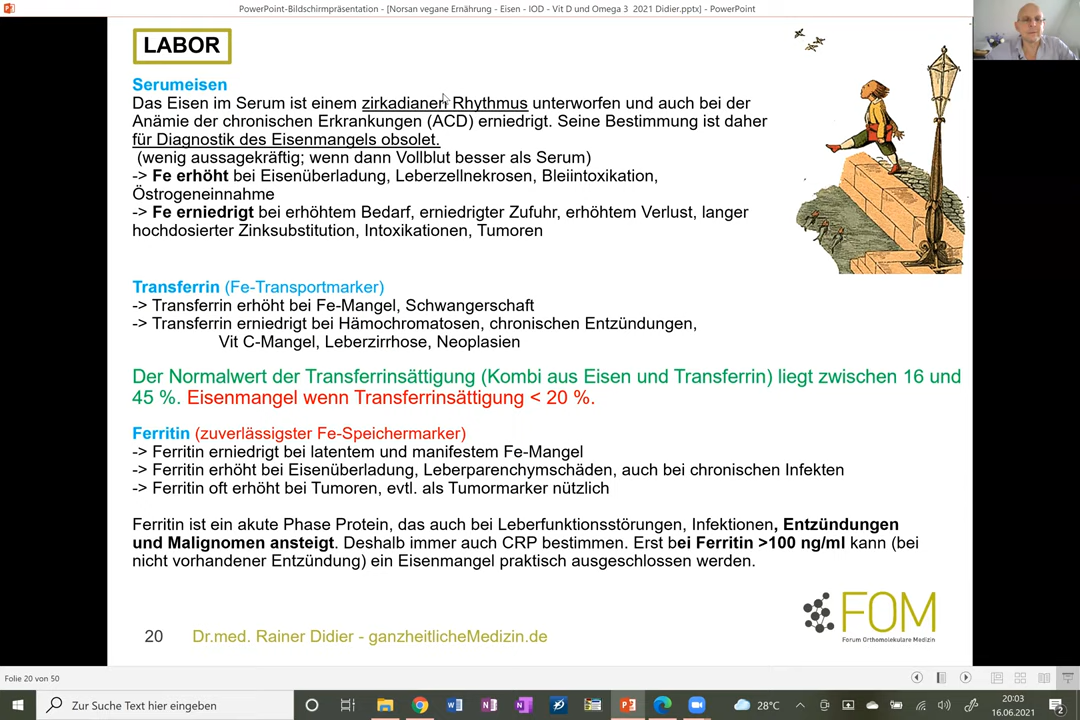 PowerPoint-Bildschirmpräsentation - [Norsan vegane Ernährung - Eisen - IOD - Vit D und Omega 3 2021 Didier.pptx] - PowerPoint
LABOR
Serumeisen
Das Eisen im Serum ist einem zirkadianen Rhythmus unterworfen und auch bei der
Anämie der chronischen Erkrankungen (ACD) erniedrigt. Seine Bestimmung ist daher
für Diagnostik des Eisenmangels obsolet.
(wenig aussagekräftig; wenn dann Vollblut besser als Serum)
-> Fe erhöht bei Eisenüberladung, Leberzellnekrosen, Bleiintoxikation,
Östrogeneinnahme
-> Fe erniedrigt bei erhöhtem Bedarf, erniedrigter Zufuhr, erhöhtem Verlust, langer
hochdosierter Zinksubstitution, Intoxikationen, Tumoren
Transferrin (Fe-Transportmarker)
-> Transferrin erhöht bei Fe-Mangel, Schwangerschaft
-> Transferrin erniedrigt bei Hämochromatosen, chronischen Entzündungen,
Vit C-Mangel, Leberzirrhose, Neoplasien
Der Normalwert der Transferrinsättigung (Kombi aus Eisen und Transferrin) liegt zwischen 16 und
45 %. Eisenmangel wenn Transferrinsättigung < 20 %.
Ferritin (zuverlässigster Fe-Speichermarker)
-> Ferritin erniedrigt bei latentem und manifestem Fe-Mangel
-> Ferritin erhöht bei Eisenüberladung, Leberparenchymschäden, auch bei chronischen Infekten
-> Ferritin oft erhöht bei Tumoren, evtl. als Tumormarker nützlich
Ferritin ist ein akute Phase Protein, das auch bei Leberfunktionsstörungen, Infektionen, Entzündungen
und Malignomen ansteigt. Deshalb immer auch CRP bestimmen. Erst bei Ferritin >100 ng/ml kann (bei
nicht vorhandener Entzündung) ein Eisenmangel praktisch ausgeschlossen werden.
FOM
Forum Orthomolekulare Medizin
20 Dr.med. Rainer Didier - ganzheitlicheMedizin.de
Folie 20 von 50
Zur Suche Text hier eingeben
28°C
20:03
16.06.2021
2